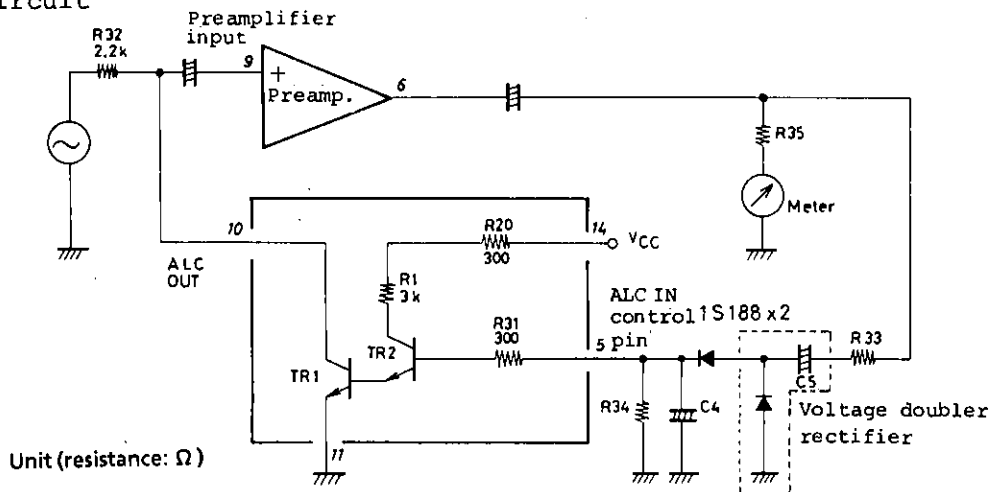 rcuit
Preamplifier
input
R32
2.2k
9
+
Preamp.
6
R35
Meter
10
ALC
OUT
R20
300
14
VCC
R1
3k
ALC IN
control
pin
1S188 x2
R31
300
5
TR2
TR1
R33
C5
R34
C4
Voltage doubler
rectifier
11
Unit (resistance: Ω)